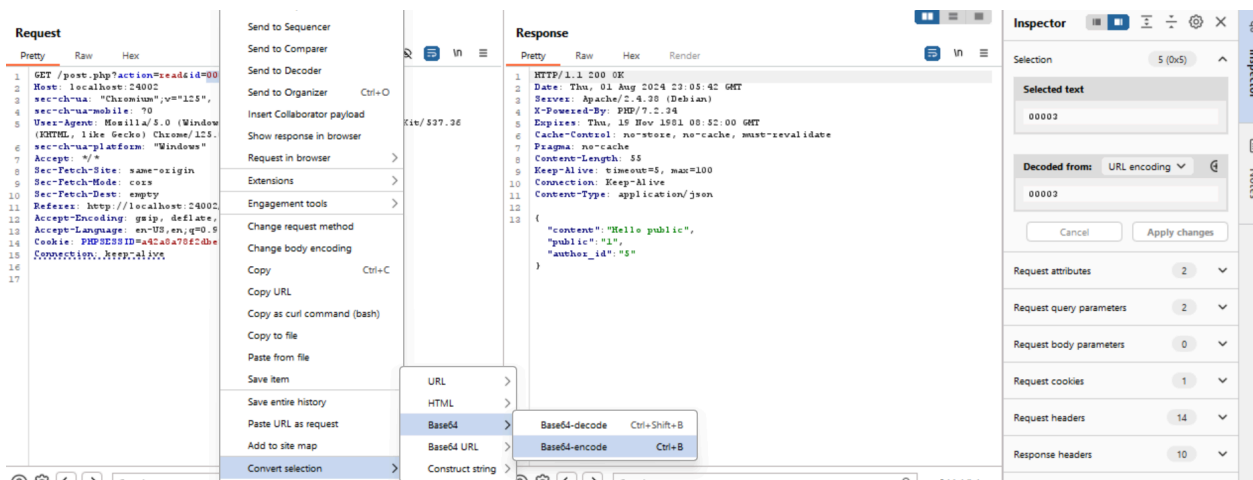 Request
Pretty Raw Hex
\n
1 GET /post.php?action=read&id=00
2 Host: localhost:24002
3 sec-ch-ua: "Chromium";v="125",
4 sec-ch-ua-mobile: ?0
5 User-Agent: Mozilla/5.0 (Window Kit/537.36
(KHTML, like Gecko) Chrome/125.
6 sec-ch-ua-platform: "Windows"
7 Accept: */*
8 Sec-Fetch-Site: same-origin
9 Sec-Fetch-Mode: cors
10 Sec-Fetch-Dest: empty
11 Referer: http://localhost:24002
12 Accept-Encoding: gzip, deflate,
13 Accept-Language: en-US,en;q=0.9
14 Cookie: PHPSESSID=a42a8a78f2dbe
15 Connection: keep-alive
16
17
Send to Sequencer
Send to Comparer
Send to Decoder
Send to Organizer Ctrl+O
Insert Collaborator payload
Show response in browser
Request in browser
Extensions
Engagement tools
Change request method
Change body encoding
Copy Ctrl+C
Copy URL
Copy as curl command (bash)
Copy to file
Paste from file
Save item
Save entire history
Paste URL as request
Add to site map
Convert selection
URL
HTML
Base64
Base64 URL
Construct string
Base64-decode Ctrl+Shift+B
Base64-encode Ctrl+B
Response
Pretty Raw Hex Render
\n
1 HTTP/1.1 200 OK
2 Date: Thu, 01 Aug 2024 23:05:42 GMT
3 Server: Apache/2.4.38 (Debian)
4 X-Powered-By: PHP/7.2.34
5 Expires: Thu, 19 Nov 1981 08:52:00 GMT
6 Cache-Control: no-store, no-cache, must-revalidate
7 Pragma: no-cache
8 Content-Length: 55
9 Keep-Alive: timeout=5, max=100
10 Connection: Keep-Alive
11 Content-Type: application/json
12
13 {
"content":"Hello public",
"public":"1",
"author_id":"5"
}
Inspector
Selection 5 (0x5)
Selected text
00003
Decoded from: URL encoding
00003
Cancel Apply changes
Request attributes 2
Request query parameters 2
Request body parameters 0
Request cookies 1
Request headers 14
Response headers 10